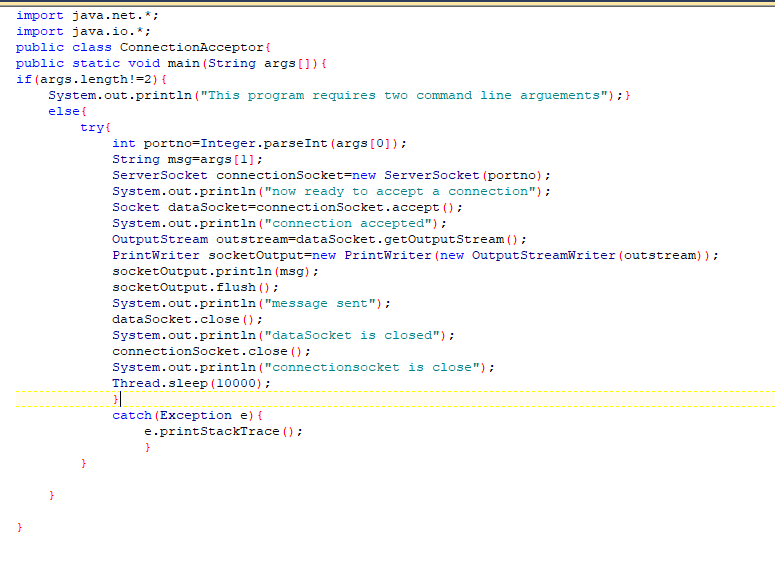 import java.net.*;
import java.io.*;
public class ConnectionAcceptor{
public static void main(String args[]){
if(args.length!=2){
    System.out.println("This program requires two command line arguements");}
    else{
        try{
            int portno=Integer.parseInt(args[0]);
            String msg=args[1];
            ServerSocket connectionSocket=new ServerSocket(portno);
            System.out.println("now ready to accept a connection");
            Socket dataSocket=connectionSocket.accept();
            System.out.println("connection accepted");
            OutputStream outstream=dataSocket.getOutputStream();
            PrintWriter socketOutput=new PrintWriter(new OutputStreamWriter(outstream));
            socketOutput.println(msg);
            socketOutput.flush();
            System.out.println("message sent");
            dataSocket.close();
            System.out.println("dataSocket is closed");
            connectionSocket.close();
            System.out.println("connectionsocket is close");
            Thread.sleep(10000);
            }
            catch(Exception e){
                e.printStackTrace();
                }
        }
    }
}